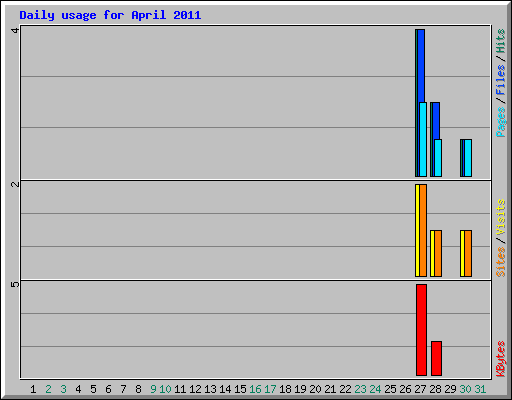 Daily usage for April 2011
4
2
5
Pages/Files/Hits
Sites/Visits
KBytes
1 2 3 4 5 6 7 8 9 10 11 12 13 14 15 16 17 18 19 20 21 22 23 24 25 26 27 28 29 30 31